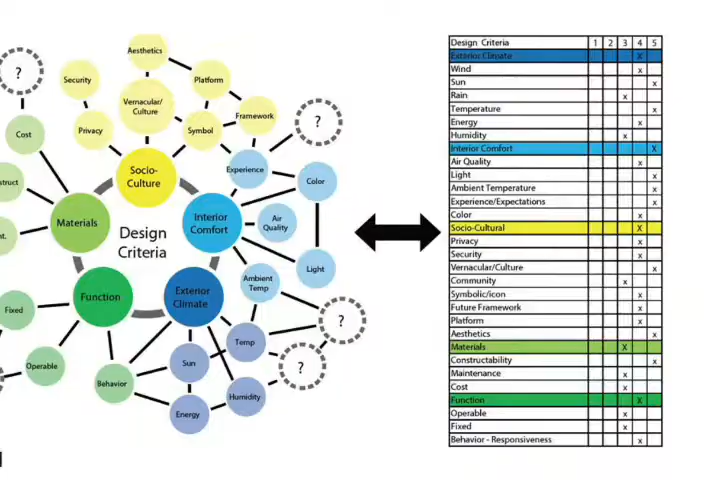 Aesthetics
?
Security
Platform
Vernacular/
Culture
Framework
Cost
Privacy
Symbol
?
Socio-
Culture
Experience
Color
Materials
Interior
Comfort
Air
Quality
Design
Criteria
Light
Function
Exterior
Climate
Ambient
Temp
Fixed
?
Temp
Sun
?
Operable
Behavior
Humidity
Energy
Design Criteria 1 2 3 4 5
Exterior Climate X
Wind x
Sun x
Rain x
Temperature x
Energy x
Humidity x
Interior Comfort X
Air Quality x
Light x
Ambient Temperature x
Experience/Expectations x
Color x
Socio-Cultural X
Privacy x
Security x
Vernacular/Culture x
Community x
Symbolic/icon x
Future Framework x
Platform x
Aesthetics x
Materials X
Constructability x
Maintenance x
Cost x
Function X
Operable x
Fixed x
Behavior - Responsiveness x